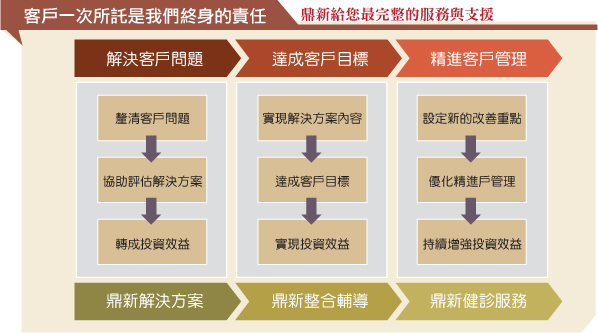 客戶一次所託是我們終身的責任
鼎新給您最完整的服務與支援
解決客戶問題
達成客戶目標
精進客戶管理
釐清客戶問題
實現解決方案內容
設定新的改善重點
協助評估解決方案
達成客戶目標
優化精進戶管理
轉成投資效益
實現投資效益
持續增強投資效益
鼎新解決方案
鼎新整合輔導
鼎新健診服務